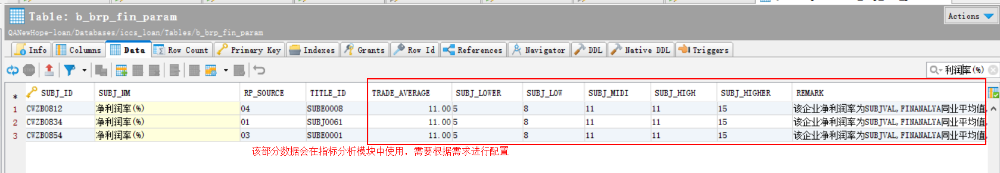 Table: b_brp_fin_param
Actions
QANewHope-loan/Databases/iccs_loan/Tables/b_brp_fin_param
Info Columns Data Row Count Primary Key Indexes Grants Row Id References Navigator DDL Native DDL Triggers
利润率(%)
* SUBJ_ID SUBJ_NM RP_SOURCE TITLE_ID TRADE_AVERAGE SUBJ_LOWER SUBJ_LOW SUBJ_MIDI SUBJ_HIGH SUBJ_HIGHER REMARK
1 CWZB0812 净利润率(%) 04 SUBE0008 11.00 5 8 11 11 15 该企业净利润率为SUBJVAL,FINANALYA同业平均值,
2 CWZB0834 净利润率(%) 01 SUBJ0061 11.00 5 8 11 11 15 该企业净利润率为SUBJVAL,FINANALYA同业平均值,
3 CWZB0854 净利润率(%) 03 SUBE0001 11.00 5 8 11 11 15 该企业净利润率为SUBJVAL,FINANALYA同业平均值,
该部分数据会在指标分析模块中使用，需要根据需求进行配置